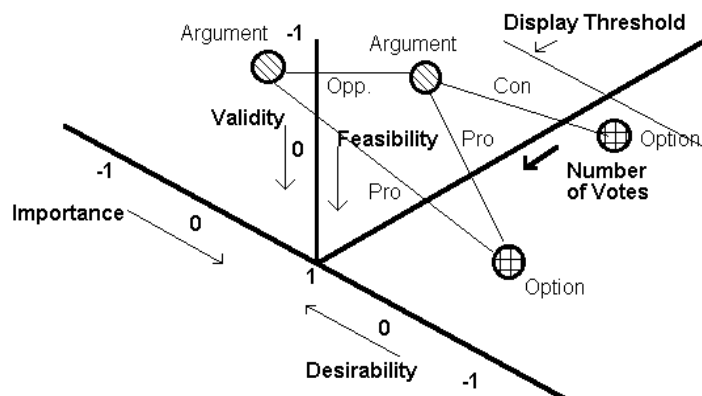 Display Threshold
Argument
-1
Argument
Opp.
Con
Validity
0
Feasibility
Pro
Option
Number
of Votes
-1
Pro
Importance
0
1
Option
0
Desirability
-1